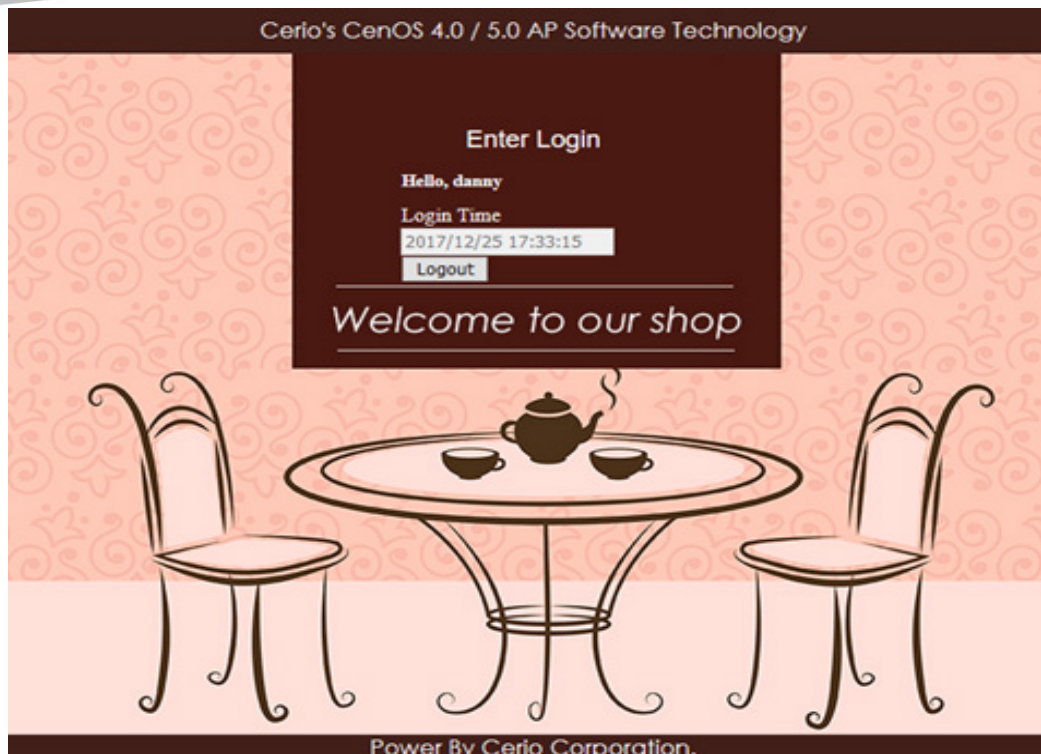 Cerio's CenOS 4.0 / 5.0 AP Software Technology
Enter Login
Hello, danny
Login Time
2017/12/25 17:33:15
Logout
Welcome to our shop
Power By Cerio Corporation.